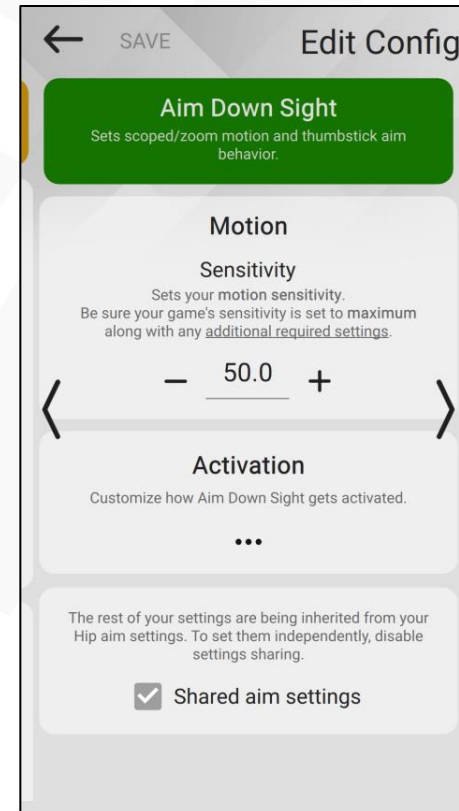 SAVE
Edit Config
Aim Down Sight
Sets scoped/zoom motion and thumbstick aim
behavior.
Motion
Sensitivity
Sets your motion sensitivity.
Be sure your game's sensitivity is set to maximum
along with any additional required settings.
50.0
Activation
Customize how Aim Down Sight gets activated.
The rest of your settings are being inherited from your
Hip aim settings. To set them independently, disable
settings sharing.
Shared aim settings